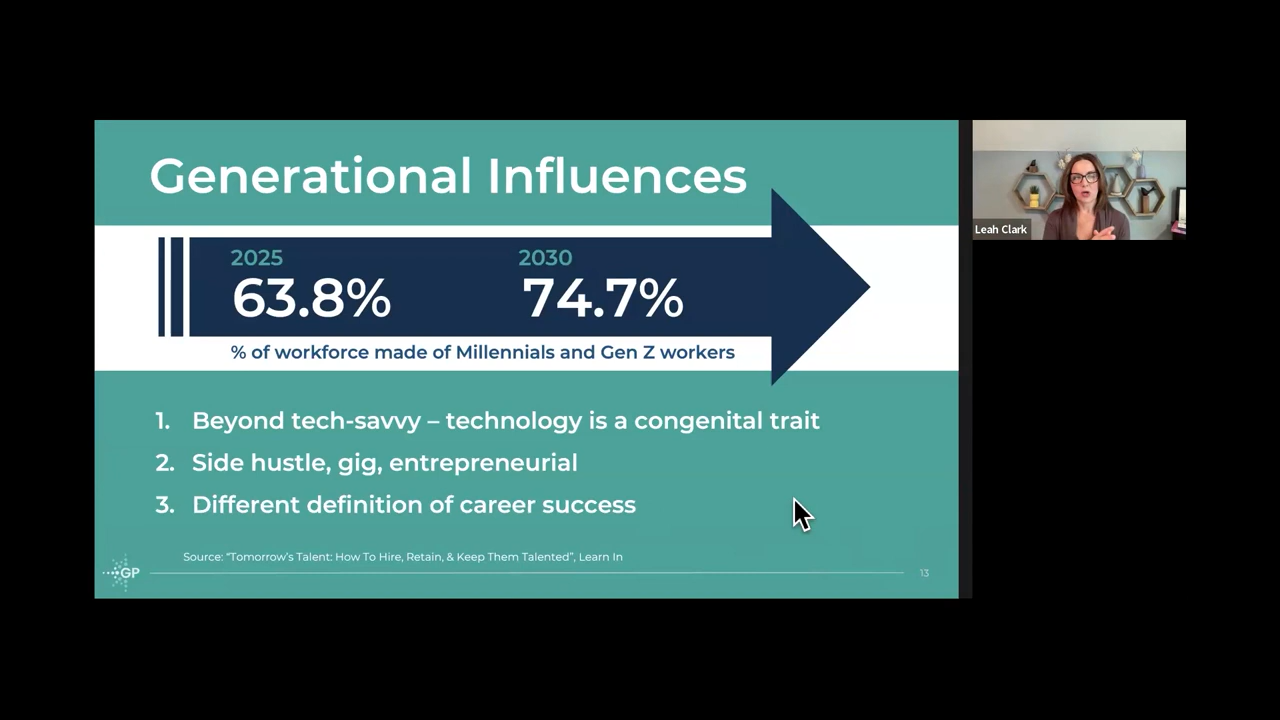 Generational Influences
2025
63.8%
2030
74.7%
% of workforce made of Millennials and Gen Z workers
1. Beyond tech-savvy – technology is a congenital trait
2. Side hustle, gig, entrepreneurial
3. Different definition of career success
Source: “Tomorrow’s Talent: How To Hire, Retain, & Keep Them Talented”, Learn In
GP
13
Leah Clark